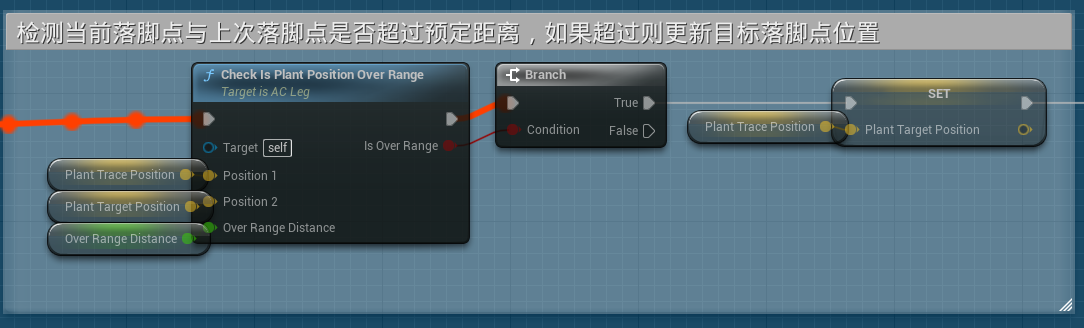 检测当前落脚点与上次落脚点是否超过预定距离，如果超过则更新目标落脚点位置
Check Is Plant Position Over Range
Target is AC Leg
Target self
Is Over Range
Plant Trace Position
Position 1
Plant Target Position
Position 2
Over Range Distance
Over Range Distance
Branch
True
Condition
False
SET
Plant Trace Position
Plant Target Position